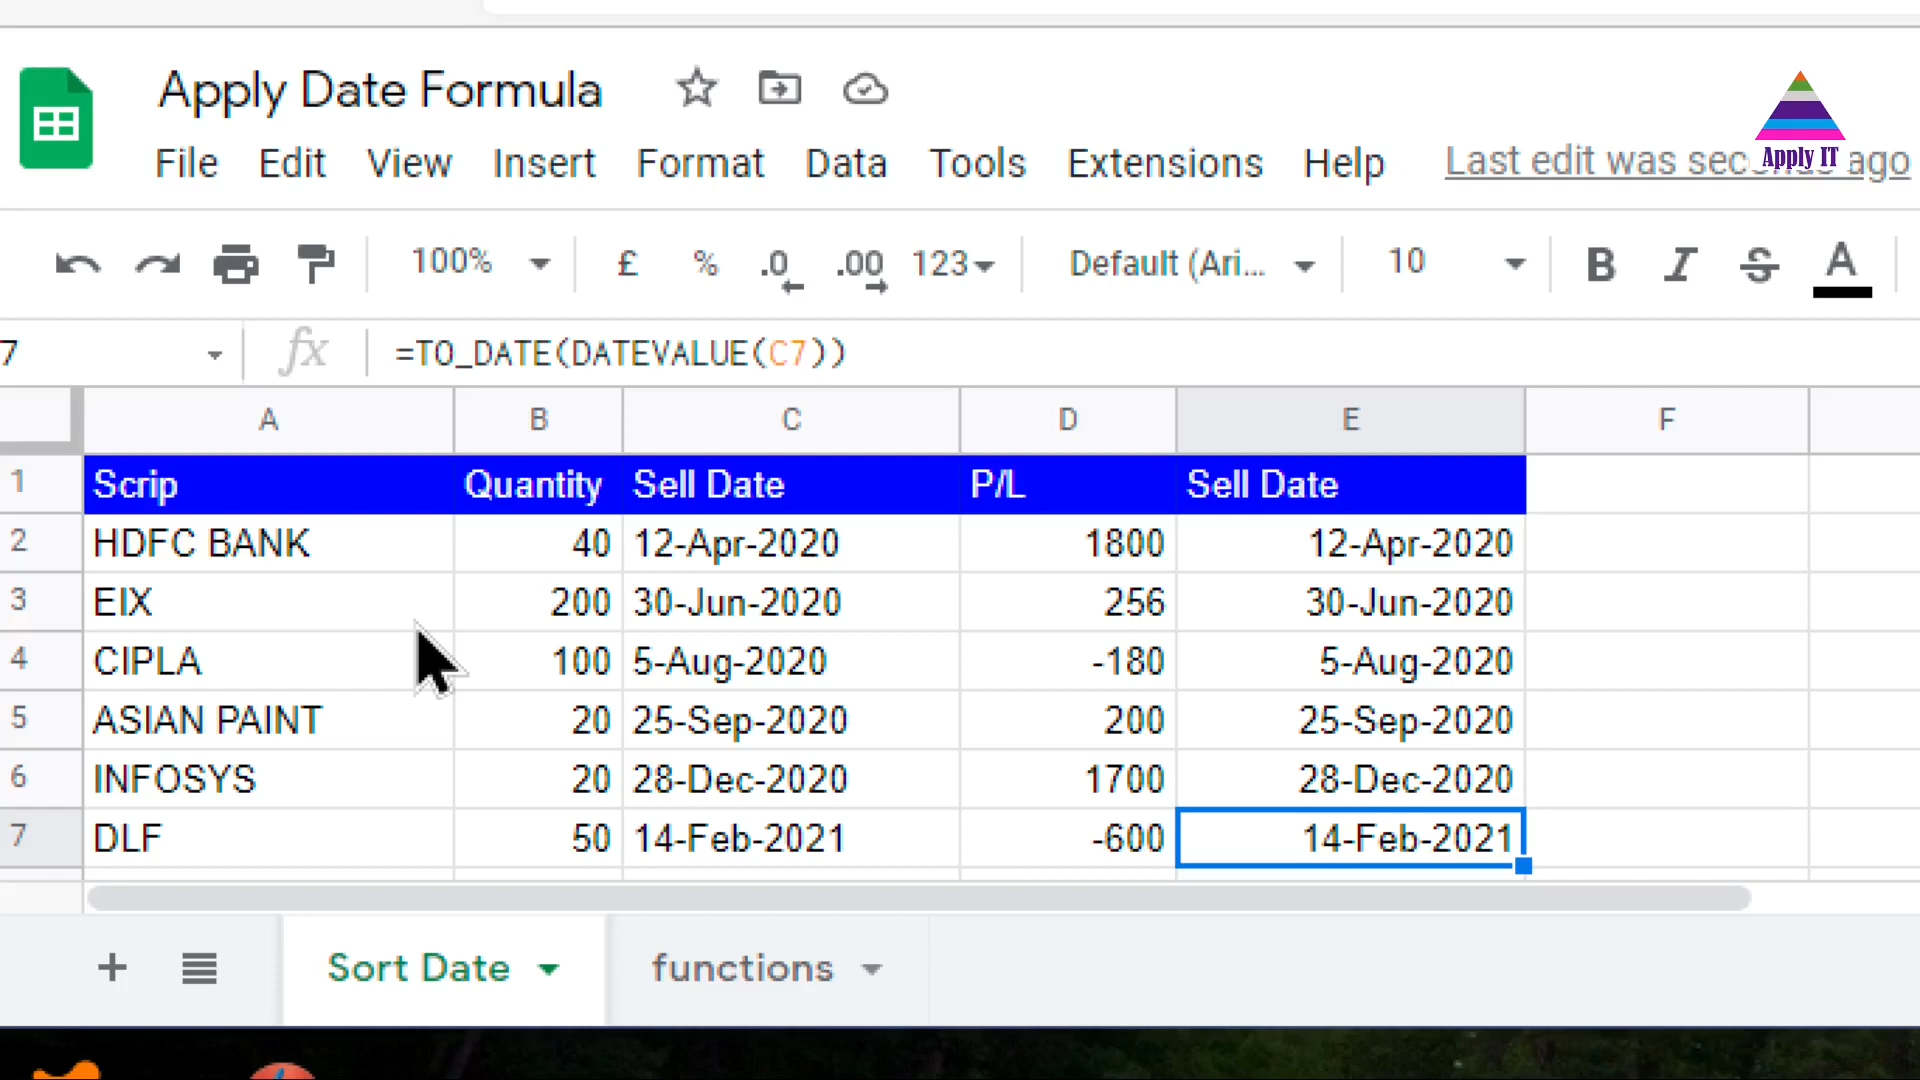 Apply Date Formula
File Edit View Insert Format Data Tools Extensions Help Last edit was ago
Apply IT
100% £ % .0 .00 123 Default (Ari... 10 B I S A
7 fx =TO_DATE(DATEVALUE(C7))
A B C D E F
1 Scrip Quantity Sell Date P/L Sell Date
2 HDFC BANK 40 12-Apr-2020 1800 12-Apr-2020
3 EIX 200 30-Jun-2020 256 30-Jun-2020
4 CIPLA 100 5-Aug-2020 -180 5-Aug-2020
5 ASIAN PAINT 20 25-Sep-2020 200 25-Sep-2020
6 INFOSYS 20 28-Dec-2020 1700 28-Dec-2020
7 DLF 50 14-Feb-2021 -600 14-Feb-2021
+ Sort Date functions